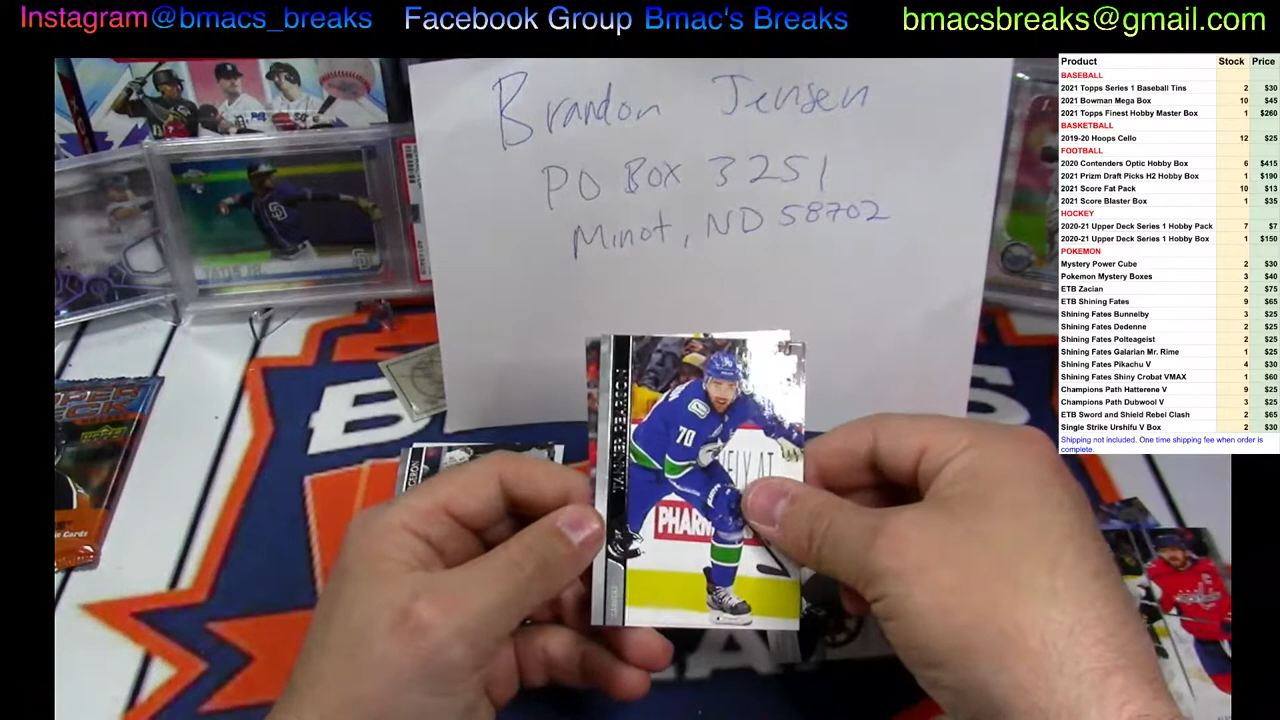 Instagram@bmacs_breaks Facebook Group Bmac's Breaks bmacsbreaks@gmail.com
Brandon Jensen
PO Box 3251
Minot, ND 58702
TATIS JR.
TANNER PEARSON
70
PHARM
Product Stock Price
BASEBALL
2021 Topps Series 1 Baseball Tins 2 $30
2021 Bowman Mega Box 10 $45
2021 Topps Finest Hobby Master Box 1 $260
BASKETBALL
2019-20 Hoops Cello 12 $25
FOOTBALL
2020 Contenders Optic Hobby Box 6 $415
2021 Prizm Draft Picks H2 Hobby Box 1 $190
2021 Score Fat Pack 10 $13
2021 Score Blaster Box 1 $35
HOCKEY
2020-21 Upper Deck Series 1 Hobby Pack 7 $7
2020-21 Upper Deck Series 1 Hobby Box 1 $150
POKEMON
Mystery Power Cube 2 $30
Pokemon Mystery Boxes 3 $40
ETB Zacian 2 $75
ETB Shining Fates 9 $65
Shining Fates Bunnelby 3 $25
Shining Fates Dedenne 2 $25
Shining Fates Polteageist 2 $25
Shining Fates Galarian Mr. Rime 1 $25
Shining Fates Pikachu V 4 $30
Shining Fates Shiny Crobat VMAX 1 $60
Champions Path Hatterene V 9 $25
Champions Path Dubwool V 3 $25
ETB Sword and Shield Rebel Clash 2 $65
Single Strike Urshifu V Box 2 $30
Shipping not included. One time shipping fee when order is
complete.